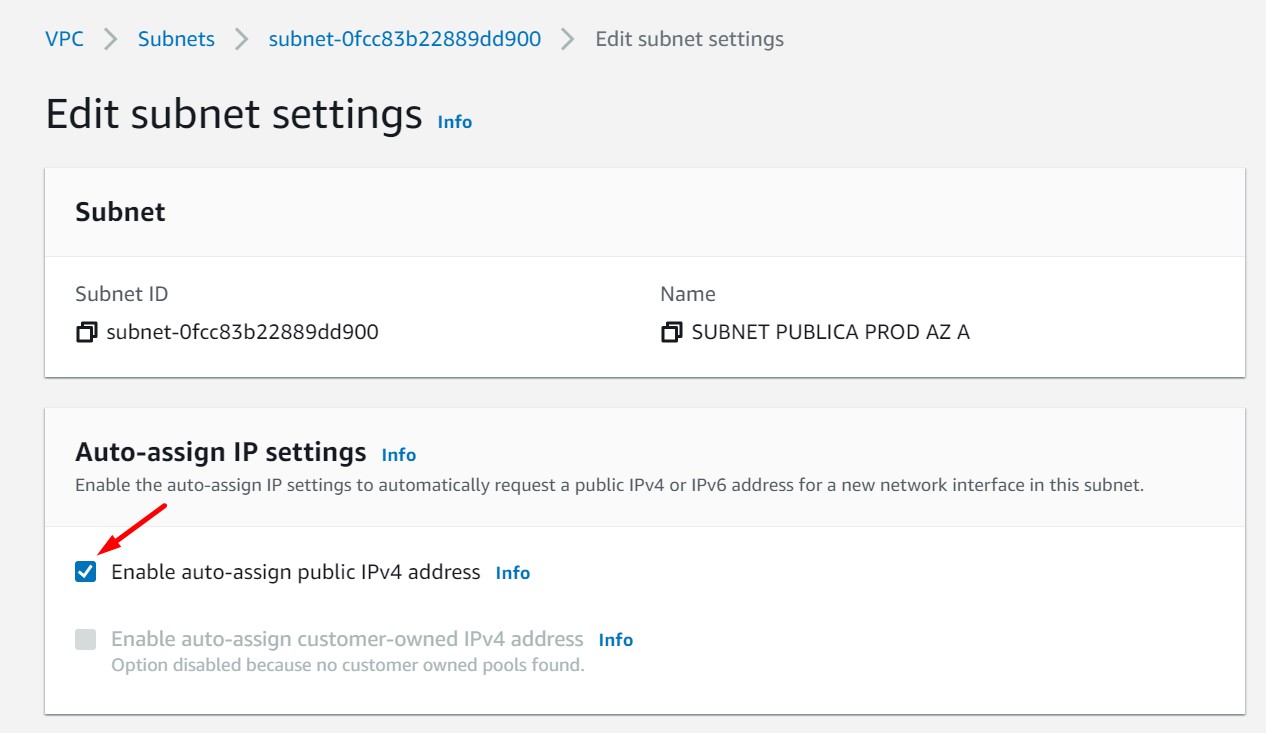 VPC > Subnets > subnet-0fcc83b22889dd900 > Edit subnet settings
Edit subnet settings Info
Subnet
Subnet ID Name
subnet-0fcc83b22889dd900 SUBNET PUBLICA PROD AZ A
Auto-assign IP settings Info
Enable the auto-assign IP settings to automatically request a public IPv4 or IPv6 address for a new network interface in this subnet.
Enable auto-assign public IPv4 address Info
Enable auto-assign customer-owned IPv4 address Info
Option disabled because no customer owned pools found.